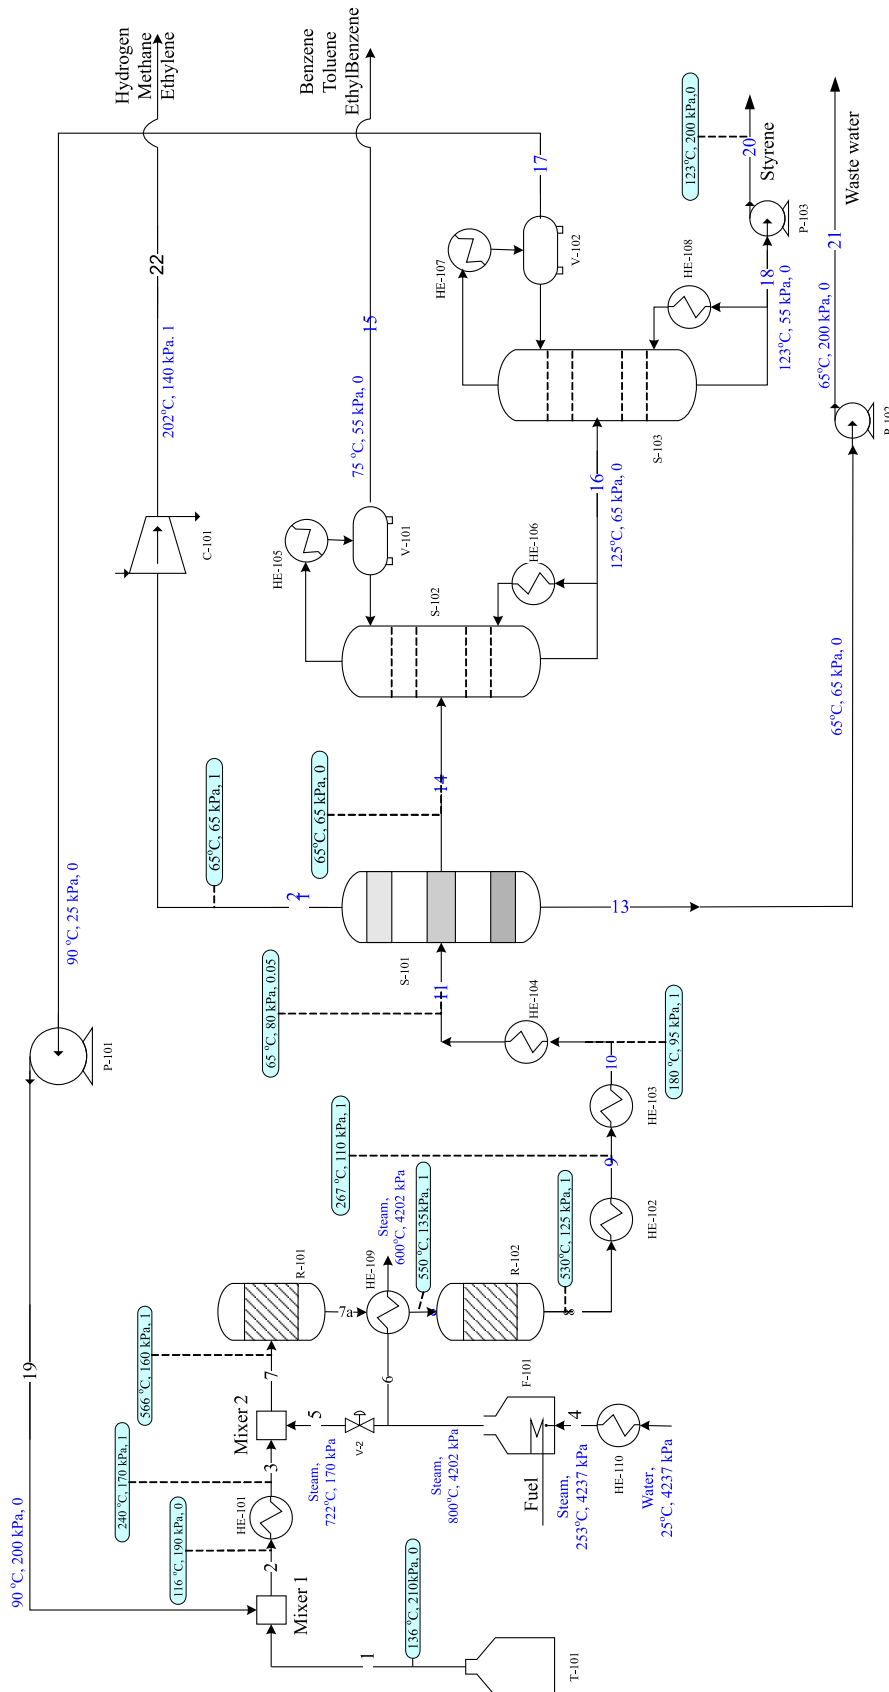 Hydrogen
Methane
Ethylene
Benzene
Toluene
EthylBenzene
123°C, 200 kPa,0
20
Styrene
Waste water
17
22
15
21
HE-107
V-102
HE-108
P-103
18
123°C, 55 kPa, 0
202°C, 140 kPa. 1
75 °C, 55 kPa, 0
65°C, 200 kPa, 0
S-103
P-102
16
125°C, 65 kPa, 0
C-101
HE-105
V-101
HE-106
S-102
65°C, 65 kPa, 0
65°C, 65 kPa, 1
65°C, 65 kPa, 0
14
90 °C, 25 kPa, 0
2
1
13
S-101
65 °C, 80 kPa, 0.05
11
HE-104
P-101
180 °C, 95 kPa, 1
10
HE-103
267 °C, 110 kPa, 1
9
HE-102
Steam,
600°C, 4202 kPa
550 °C, 135kPa, 1
530°C, 125 kPa, 1
R-101
HE-109
R-102
7a
8
566 °C, 160 kPa, 1
7
6
F-101
19
Mixer 2
5
V-2
4
HE-110
Steam,
722°C, 170 kPa
Steam,
800°C, 4202 kPa
Fuel
Steam,
253°C, 4237 kPa
Water,
25°C, 4237 kPa
240 °C, 170 kPa, 1
3
HE-101
116 °C, 190 kPa, 0
2
90 °C, 200 kPa, 0
Mixer 1
136 °C, 210kPa, 0
1
T-101